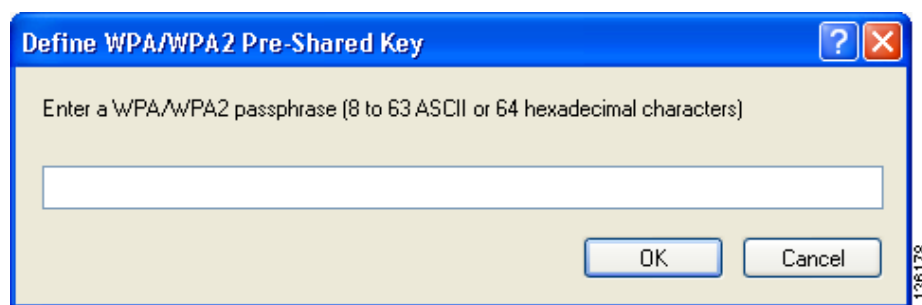 Define WPA/WPA2 Pre-Shared Key
Enter a WPA/WPA2 passphrase (8 to 63 ASCII or 64 hexadecimal characters)
OK
Cancel